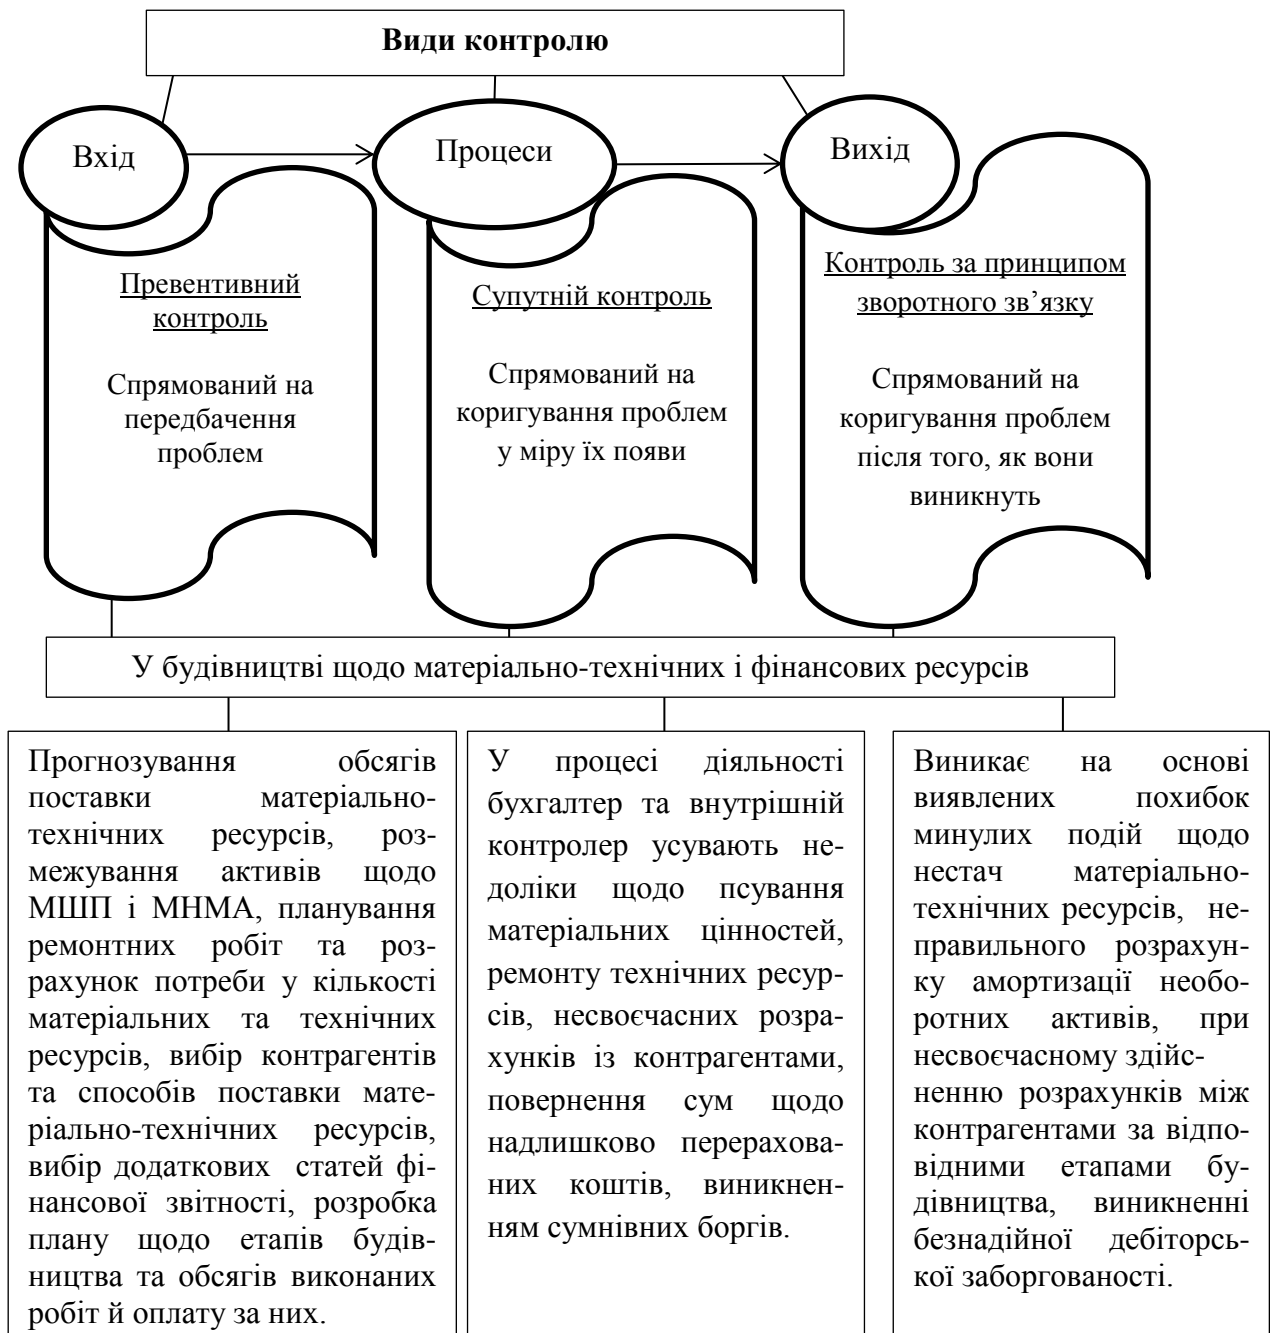 Види контролю
Вхід
Процеси
Вихід
Превентивний
контроль
Спрямований на
передбачення
проблем
Супутній контроль
Спрямований на
коригування проблем
у міру їх появи
Контроль за принципом
зворотного зв’язку
Спрямований на
коригування проблем
після того, як вони
виникнуть
У будівництві щодо матеріально-технічних і фінансових ресурсів
Прогнозування обсягів
поставки матеріально-
технічних ресурсів, роз-
межування активів щодо
МШП і МНМА, планування
ремонтних робіт та роз-
рахунок потреби у кількості
матеріальних та технічних
ресурсів, вибір контрагентів
та способів поставки мате-
ріально-технічних ресурсів,
вибір додаткових статей фі-
нансової звітності, розробка
плану щодо етапів будів-
ництва та обсягів виконаних
робіт й оплату за них.
У процесі діяльності
бухгалтер та внутрішній
контролер усувають не-
доліки щодо псування
матеріальних цінностей,
ремонту технічних ресур-
сів, несвоєчасних розра-
хунків із контрагентами,
повернення сум щодо
надлишково перерахова-
них коштів, виникнен-
ням сумнівних боргів.
Виникає на основі
виявлених похибок
минулих подій щодо
нестач матеріально-
технічних ресурсів, не-
правильного розрахун-
ку амортизації необо-
ротних активів, при
несвоєчасному здійс-
ненню розрахунків між
контрагентами за відпо-
відними етапами бу-
дівництва, виникненні
безнадійної дебіторсь-
кої заборгованості.